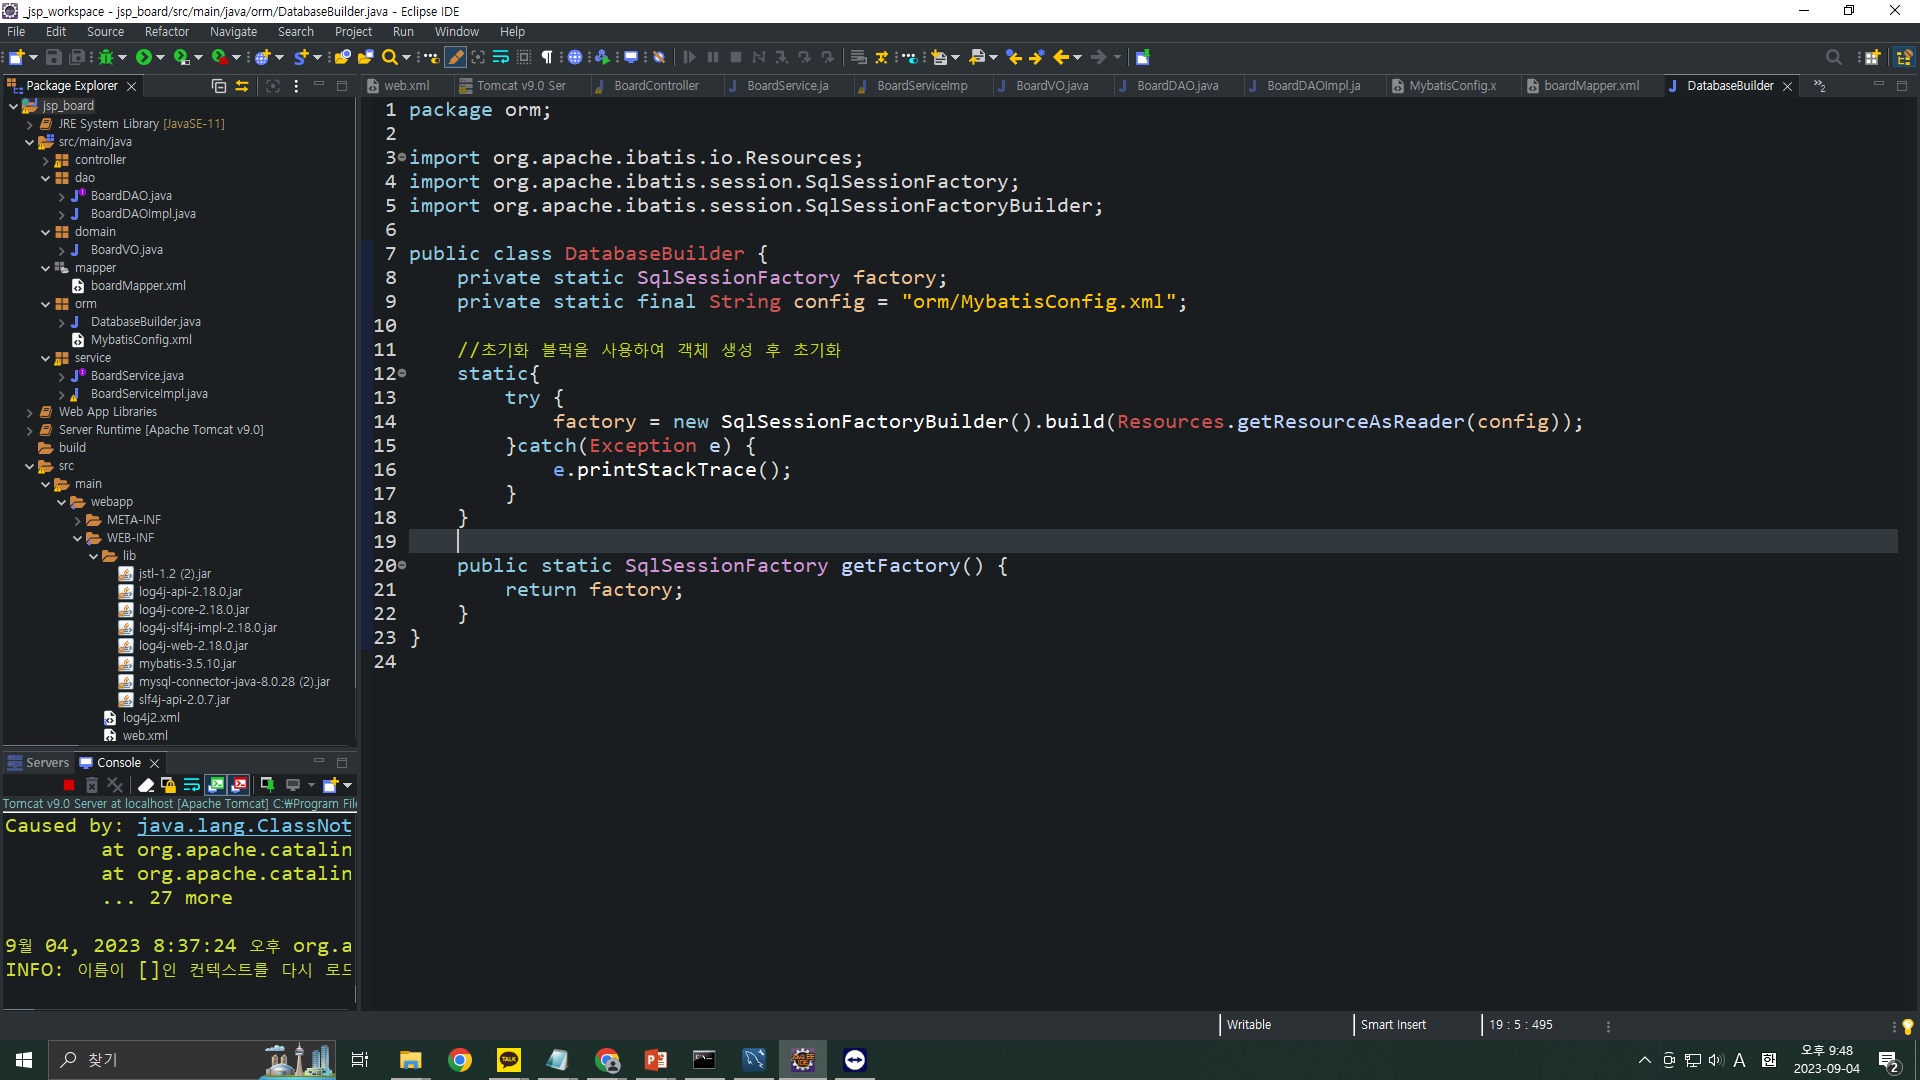 _jsp_workspace - jsp_board/src/main/java/orm/DatabaseBuilder.java - Eclipse IDE
File Edit Source Refactor Navigate Search Project Run Window Help
Package Explorer
web.xml Tomcat v9.0 Ser BoardController BoardService.ja BoardServiceImp BoardVO.java BoardDAO.java BoardDAOImpl.ja MybatisConfig.x boardMapper.xml DatabaseBuilder »2
jsp_board
JRE System Library [JavaSE-11]
src/main/java
controller
dao
BoardDAO.java
BoardDAOImpl.java
domain
BoardVO.java
mapper
boardMapper.xml
orm
DatabaseBuilder.java
MybatisConfig.xml
service
BoardService.java
BoardServiceImpl.java
Web App Libraries
Server Runtime [Apache Tomcat v9.0]
build
src
main
webapp
META-INF
WEB-INF
lib
jstl-1.2 (2).jar
log4j-api-2.18.0.jar
log4j-core-2.18.0.jar
log4j-slf4j-impl-2.18.0.jar
log4j-web-2.18.0.jar
mybatis-3.5.10.jar
mysql-connector-java-8.0.28 (2).jar
slf4j-api-2.0.7.jar
log4j2.xml
web.xml
1 package orm;
2
3 import org.apache.ibatis.io.Resources;
4 import org.apache.ibatis.session.SqlSessionFactory;
5 import org.apache.ibatis.session.SqlSessionFactoryBuilder;
6
7 public class DatabaseBuilder {
8 private static SqlSessionFactory factory;
9 private static final String config = "orm/MybatisConfig.xml";
10
11 //초기화 블럭을 사용하여 객체 생성 후 초기화
12 static{
13 try {
14 factory = new SqlSessionFactoryBuilder().build(Resources.getResourceAsReader(config));
15 }catch(Exception e) {
16 e.printStackTrace();
17 }
18 }
19
20 public static SqlSessionFactory getFactory() {
21 return factory;
22 }
23 }
24
Servers Console
Tomcat v9.0 Server at localhost [Apache Tomcat] C:₩Program File
Caused by: java.lang.ClassNot
at org.apache.catalin
at org.apache.catalin
... 27 more
9월 04, 2023 8:37:24 오후 org.a
INFO: 이름이 []인 컨텍스트를 다시 로드
Writable Smart Insert 19 : 5 : 495
찾기
TALK
A
오후 9:48
2023-09-04
2